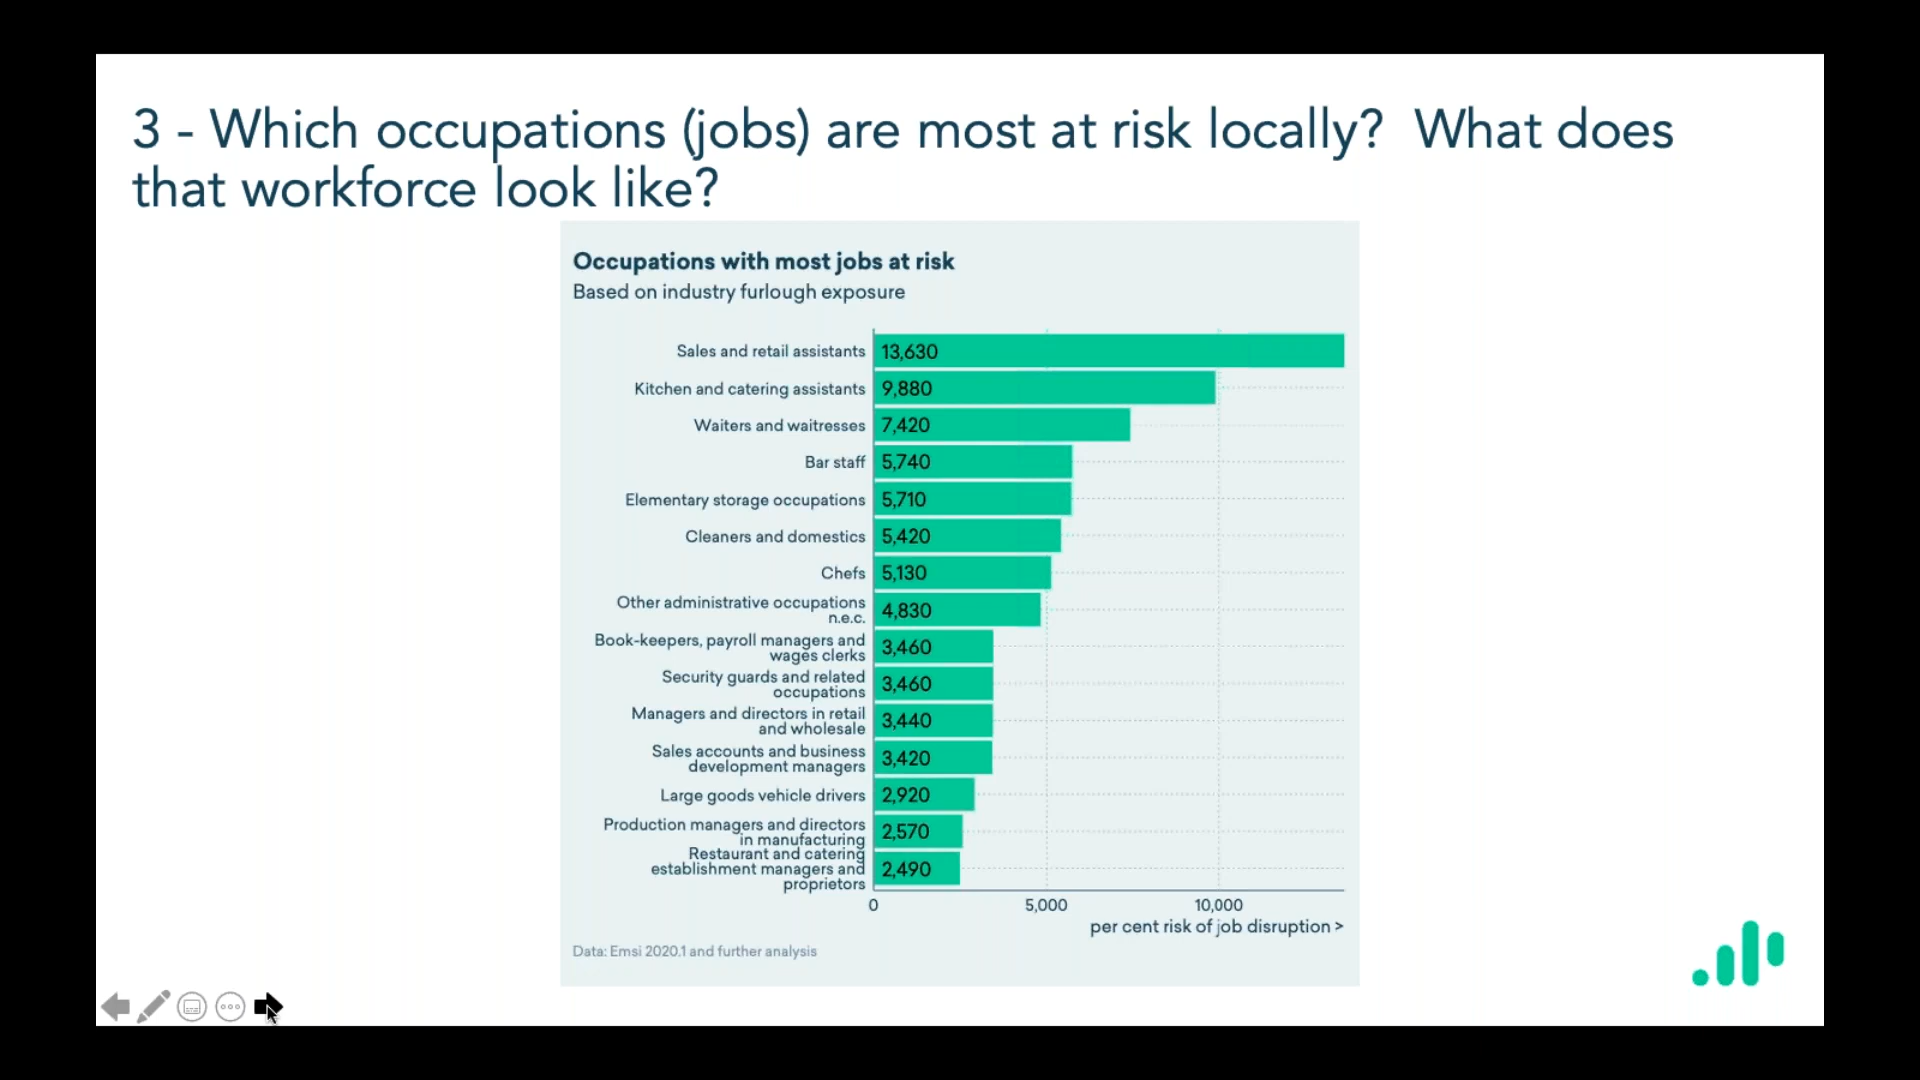 3 - Which occupations (jobs) are most at risk locally?  What does
that workforce look like?
Occupations with most jobs at risk
Based on industry furlough exposure
Sales and retail assistants
13,630
Kitchen and catering assistants
9,880
Waiters and waitresses
7,420
Bar staff
5,740
Elementary storage occupations
5,710
Cleaners and domestics
5,420
Chefs
5,130
Other administrative occupations
n.e.c.
4,830
Book-keepers, payroll managers and
wages clerks
3,460
Security guards and related
occupations
3,460
Managers and directors in retail
and wholesale
3,440
Sales accounts and business
development managers
3,420
Large goods vehicle drivers
2,920
Production managers and directors
in manufacturing
2,570
Restaurant and catering
establishment managers and
proprietors
2,490
0
5,000
10,000
per cent risk of job disruption >
Data: Emsi 2020.1 and further analysis